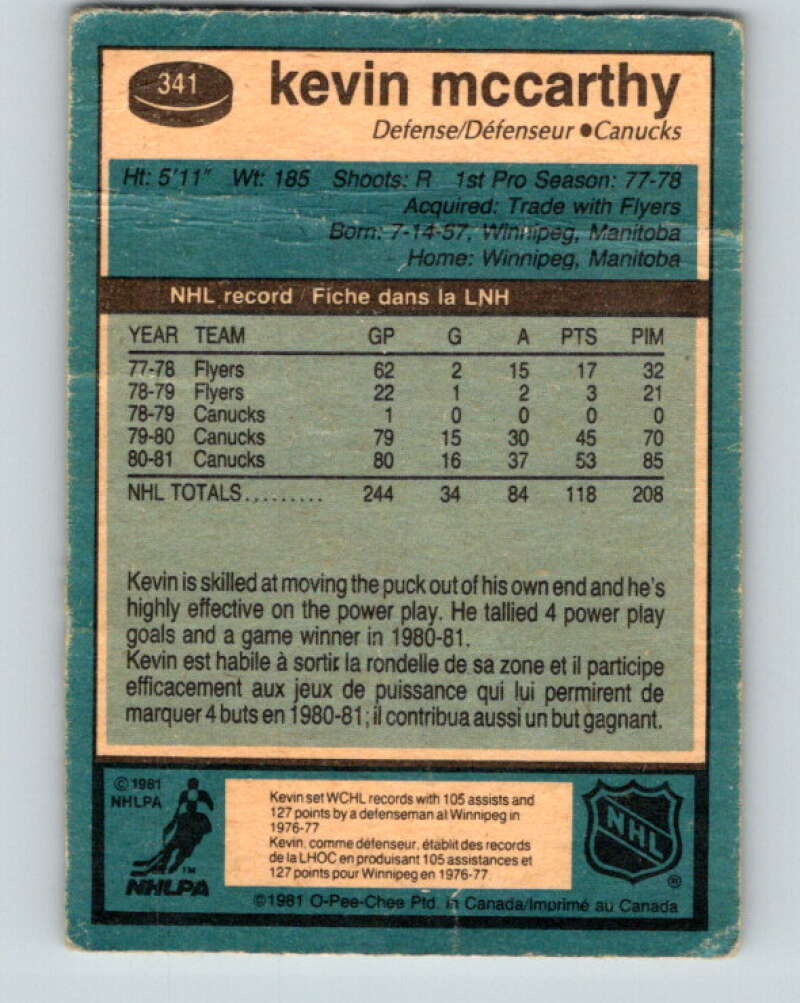 341
kevin mccarthy
Defense/Défenseur ●Canucks
Ht: 5'11" Wt: 185 Shoots: R 1st Pro Season: 77-78
Acquired: Trade with Flyers
Born: 7-14-57, Winnipeg, Manitoba
Home: Winnipeg, Manitoba
NHL record / Fiche dans la LNH
YEAR TEAM GP G A PTS PIM
77-78 Flyers 62 2 15 17 32
78-79 Flyers 22 1 2 3 21
78-79 Canucks 1 0 0 0 0
79-80 Canucks 79 15 30 45 70
80-81 Canucks 80 16 37 53 85
NHL TOTALS......... 244 34 84 118 208
Kevin is skilled at moving the puck out of his own end and he's
highly effective on the power play. He tallied 4 power play
goals and a game winner in 1980-81.
Kevin est habile à sortir la rondelle de sa zone et il participe
efficacement aux jeux de puissance qui lui permirent de
marquer 4 buts en 1980-81; il contribua aussi un but gagnant.
© 1981
NHLPA
Kevin set WCHL records with 105 assists and
127 points by a defenseman at Winnipeg in
1976-77
Kevin, comme défenseur, établit des records
de la LHOC en produisant 105 assistances et
127 points pour Winnipeg en 1976-77.
TM
NHLPA
NHL
®
©1981 O-Pee-Chee Ptd. in Canada/Imprimé au Canada